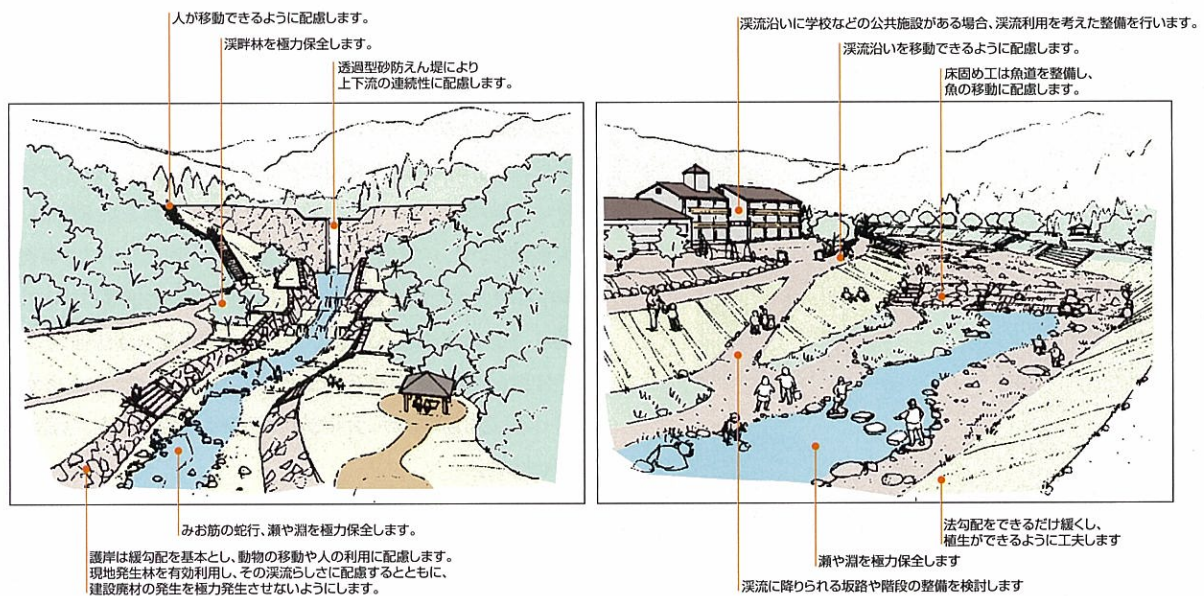 人が移動できるように配慮します。
渓畔林を極力保全します。
透過型砂防えん堤により
上下流の連続性に配慮します。
みお筋の蛇行、瀬や淵を極力保全します。
護岸は緩勾配を基本とし、動物の移動や人の利用に配慮します。
現地発生林を有効利用し、その渓流らしさに配慮するとともに、
建設廃材の発生を極力発生させないようにします。
渓流沿いに学校などの公共施設がある場合、渓流利用を考えた整備を行います。
渓流沿いを移動できるように配慮します。
床固め工は魚道を整備し、
魚の移動に配慮します。
法勾配をできるだけ緩くし、
植生ができるように工夫します
瀬や淵を極力保全します
渓流に降りられる坂路や階段の整備を検討します